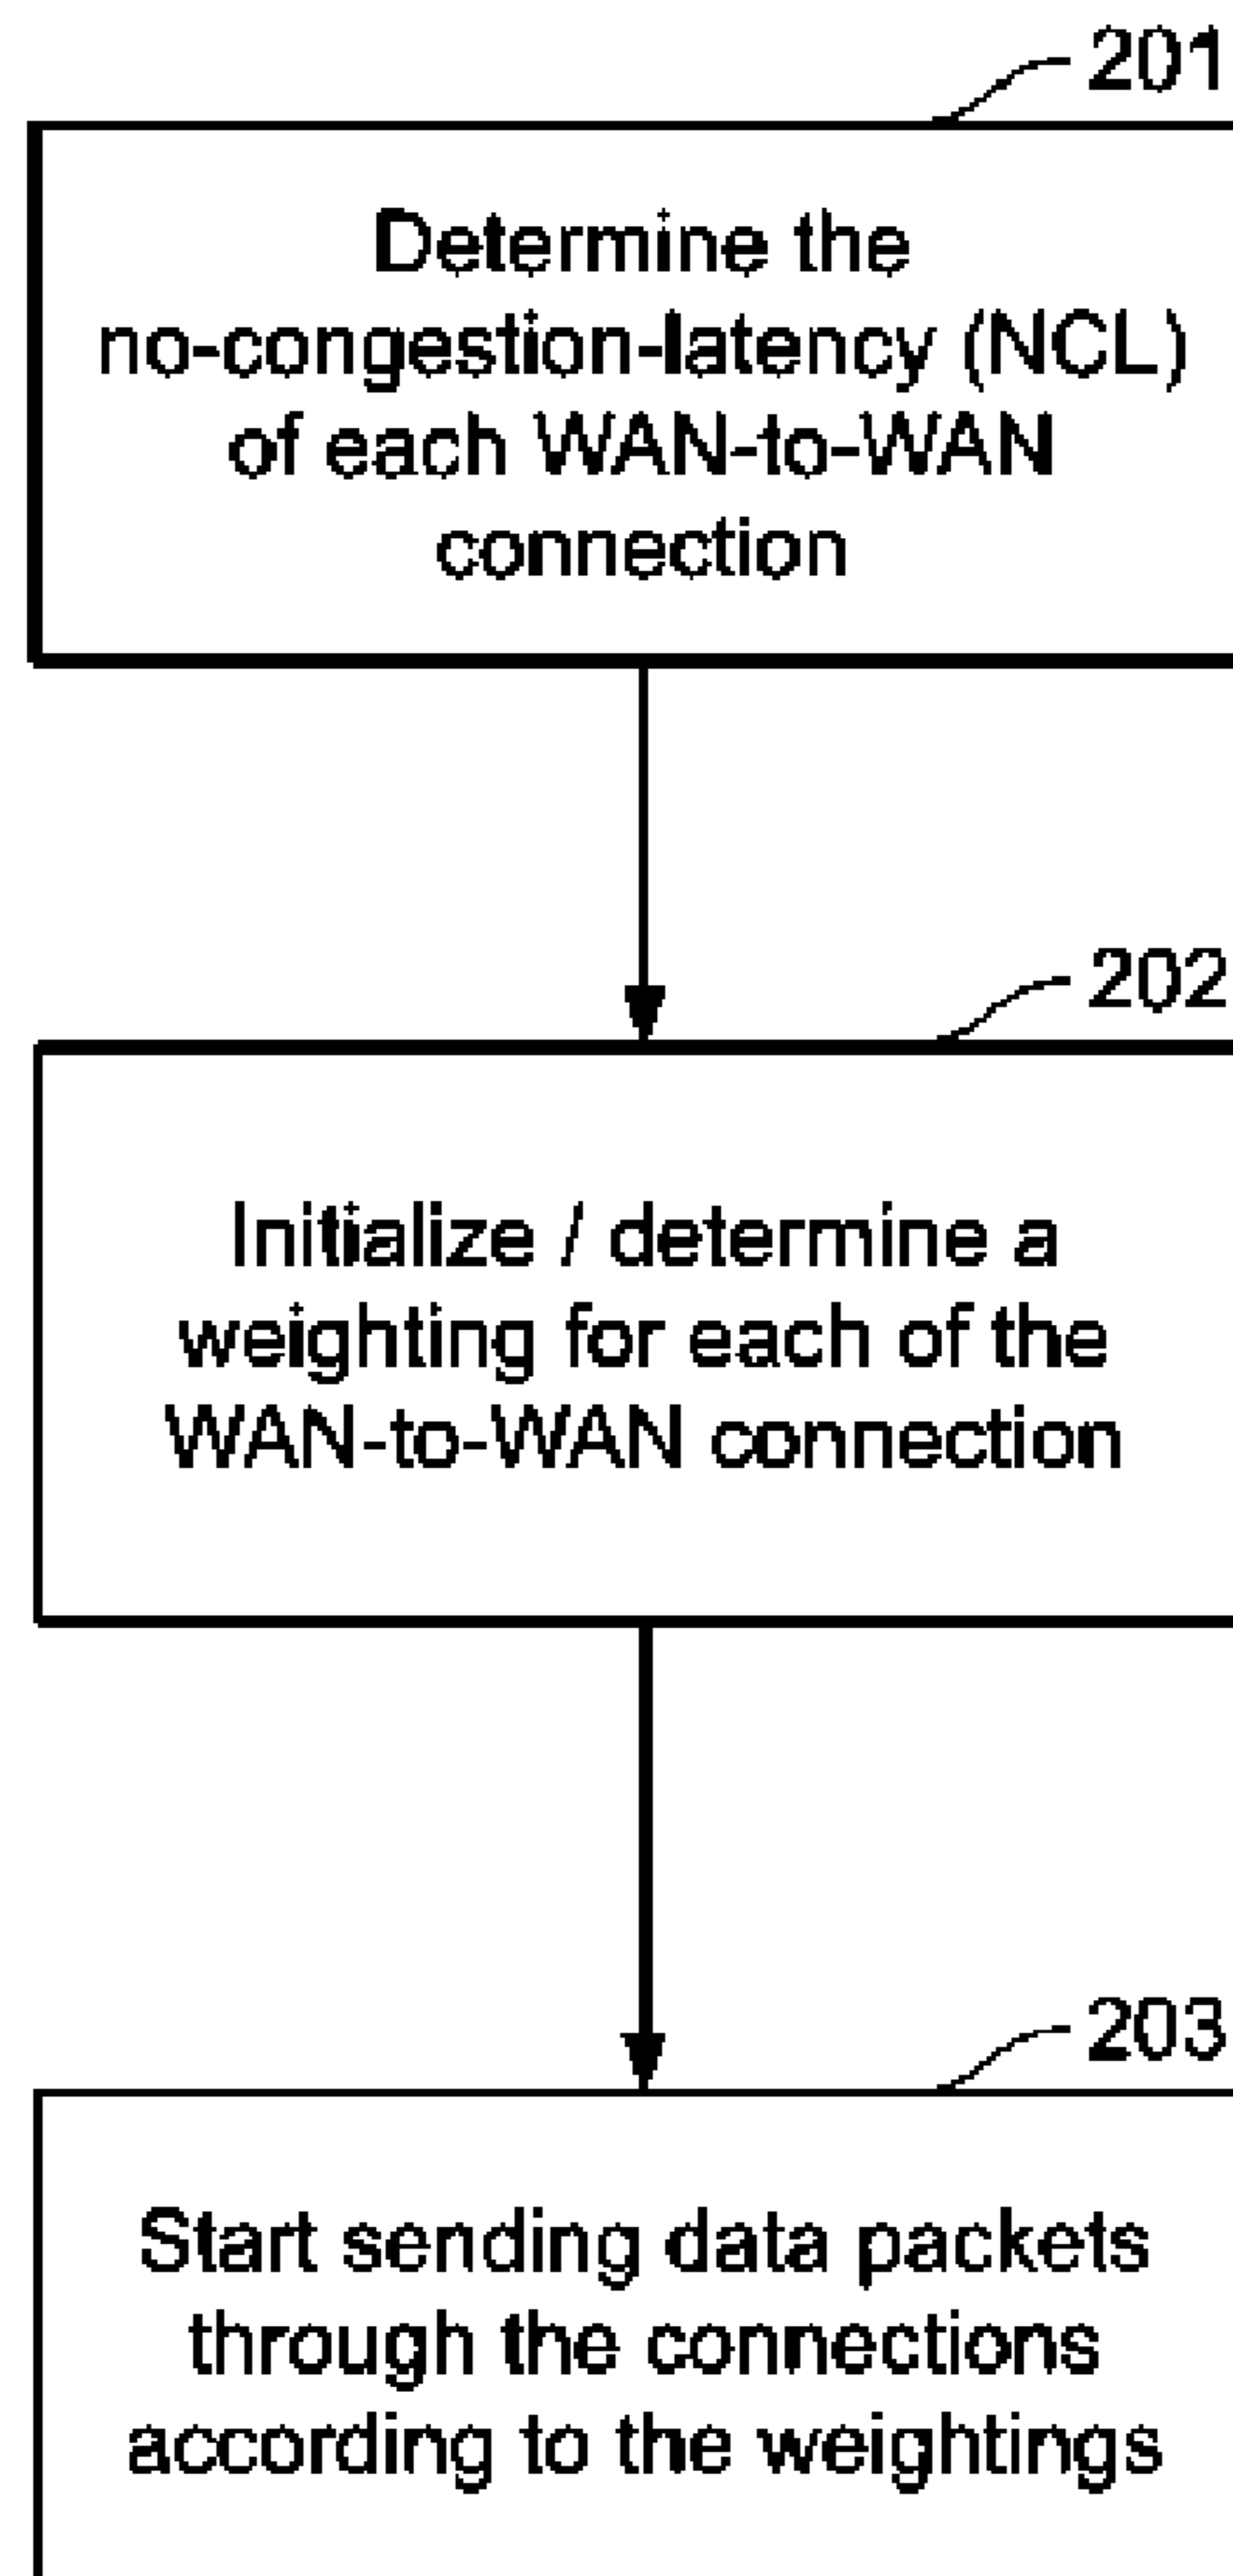 201
Determine the
no-congestion-latency (NCL)
of each WAN-to-WAN
connection
202
Initialize / determine a
weighting for each of the
WAN-to-WAN connection
203
Start sending data packets
through the connections
according to the weightings